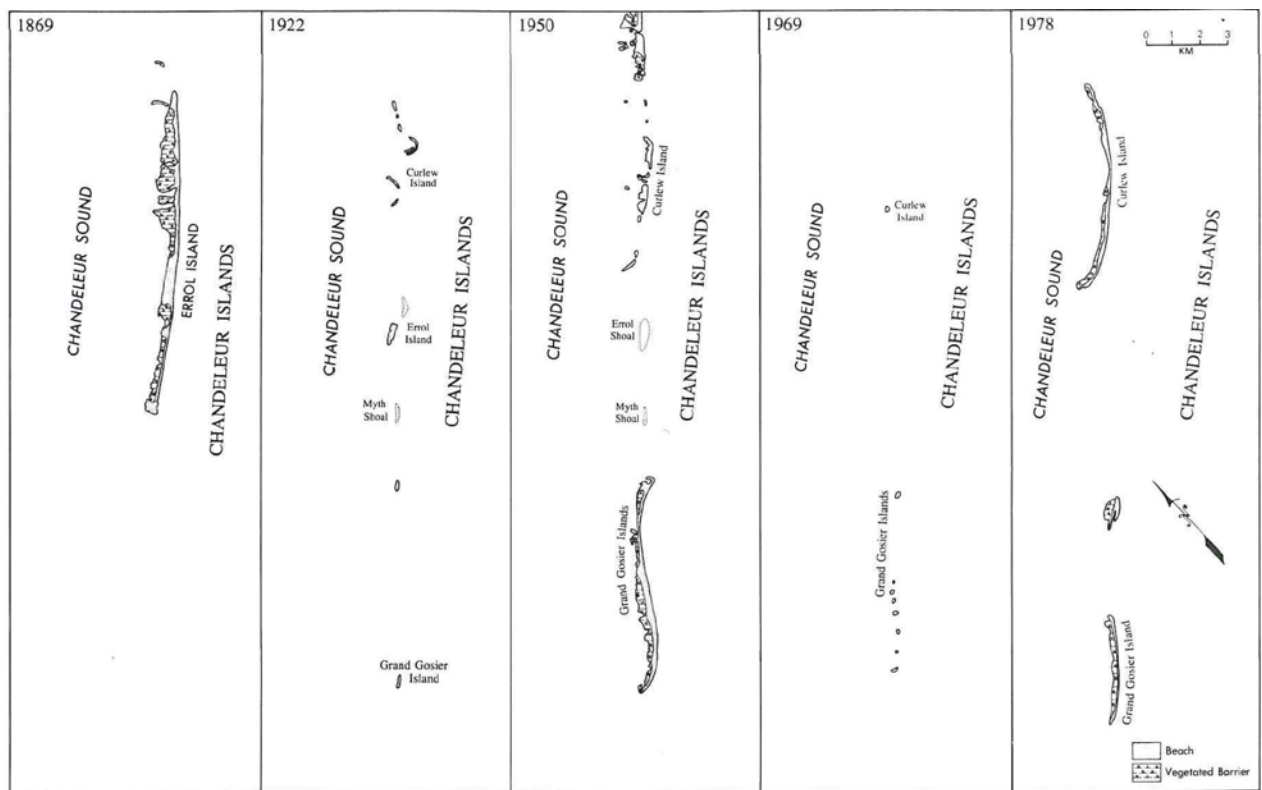 1869
CHANDELEUR SOUND
ERROL ISLAND
CHANDELEUR ISLANDS
1922
Curlew
Island
CHANDELEUR SOUND
CHANDELEUR ISLANDS
Errol
Island
Myth
Shoal
Grand Gosier
Island
1950
Curlew Island
CHANDELEUR SOUND
CHANDELEUR ISLANDS
Errol
Shoal
Myth
Shoal
Grand Gosier Islands
1969
Curlew
Island
CHANDELEUR SOUND
CHANDELEUR ISLANDS
Grand Gosier Islands
1978
0 1 2 3
KM
Curlew Island
CHANDELEUR SOUND
CHANDELEUR ISLANDS
Grand Gosier Island
Beach
Vegetated Barrier